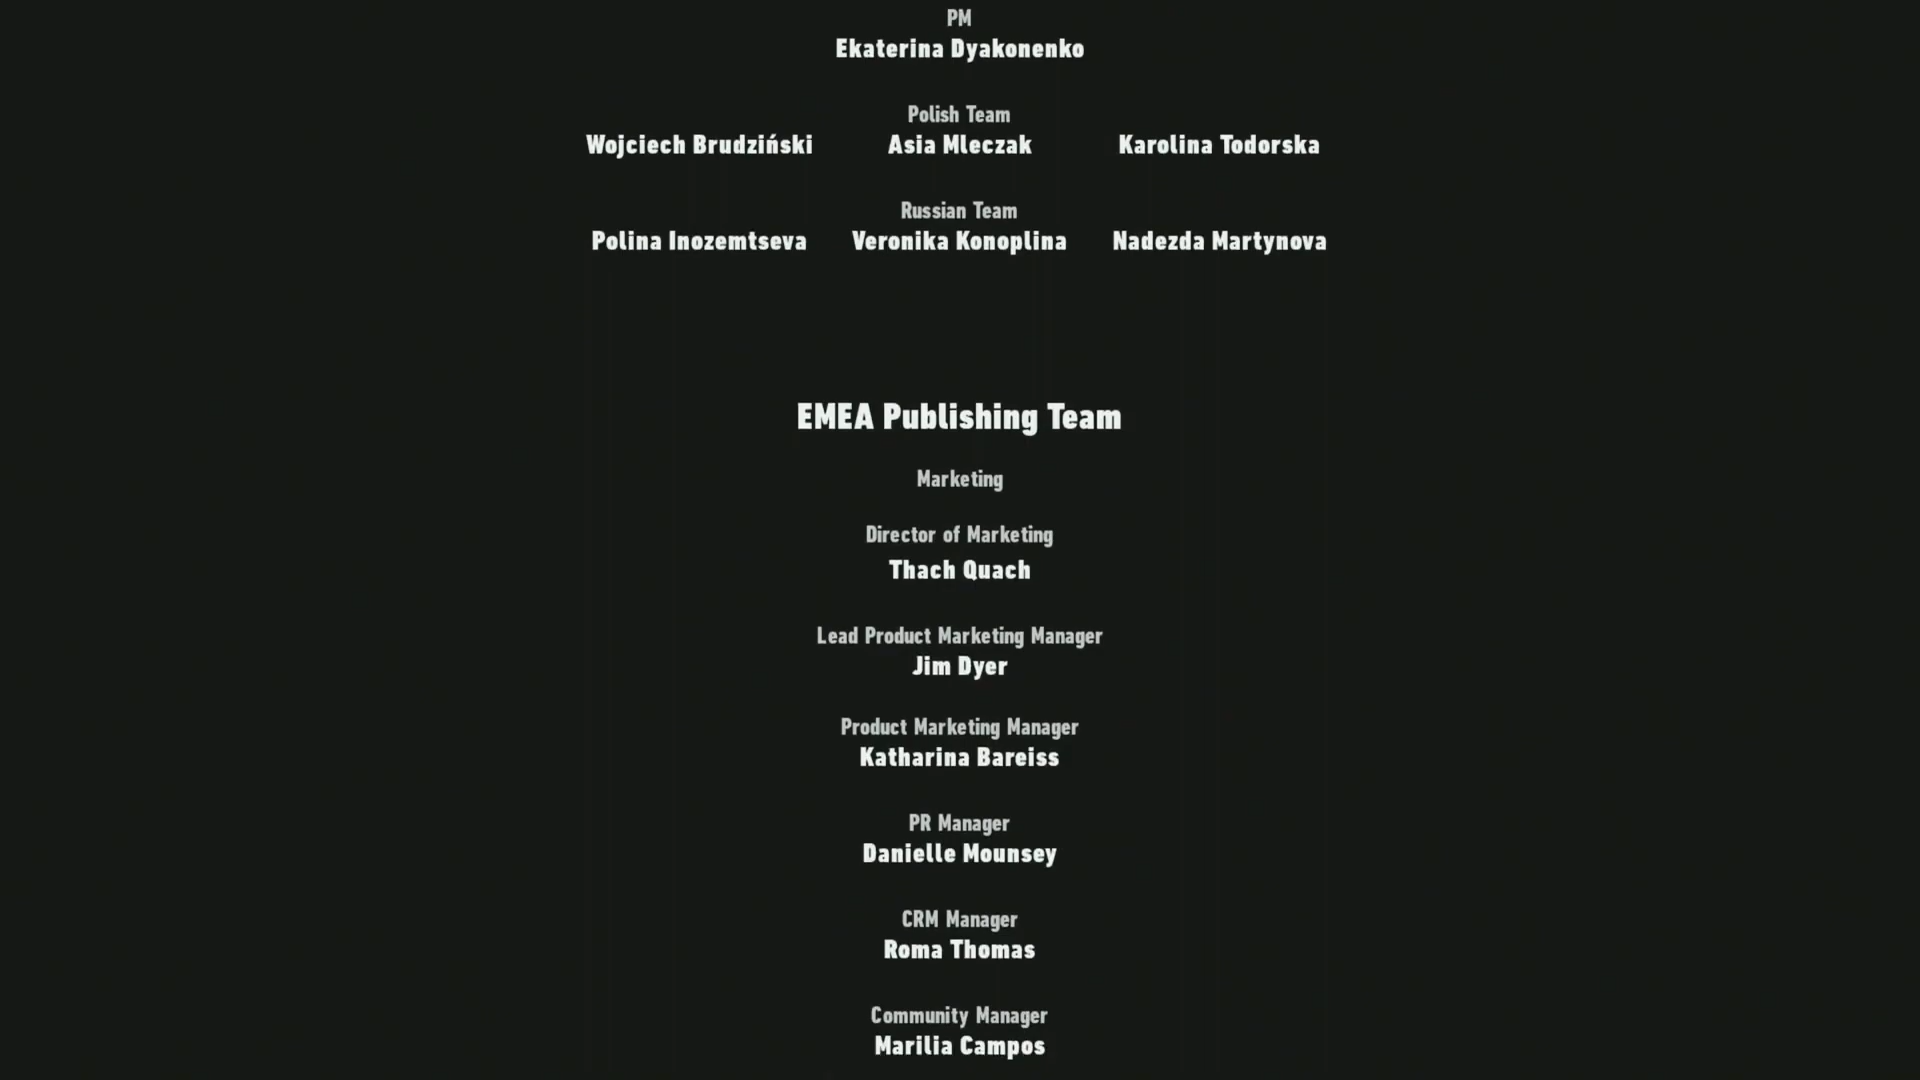 PM
Ekaterina Dyakonenko
Polish Team
Wojciech Brudziński Asia Mleczak Karolina Todorska
Russian Team
Polina Inozemtseva Veronika Konoplina Nadezda Martynova
EMEA Publishing Team
Marketing
Director of Marketing
Thach Quach
Lead Product Marketing Manager
Jim Dyer
Product Marketing Manager
Katharina Bareiss
PR Manager
Danielle Mounsey
CRM Manager
Roma Thomas
Community Manager
Marilia Campos